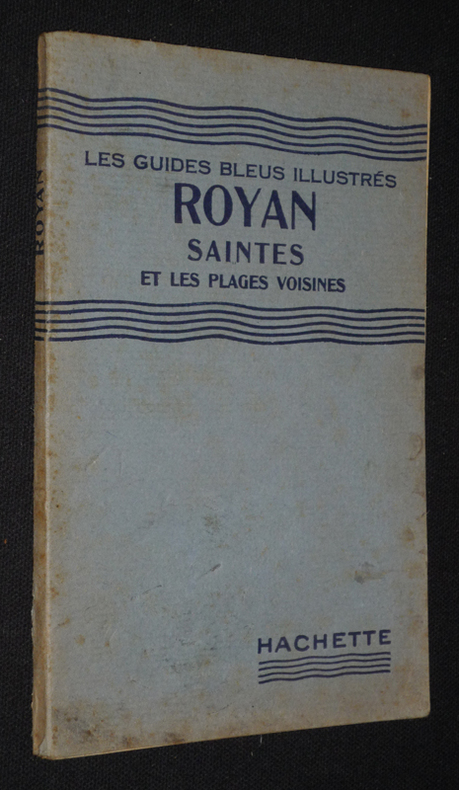 LES GUIDES BLEUS ILLUSTRÉS
ROYAN
SAINTES
ET LES PLAGES VOISINES
HACHETTE
ROYAN